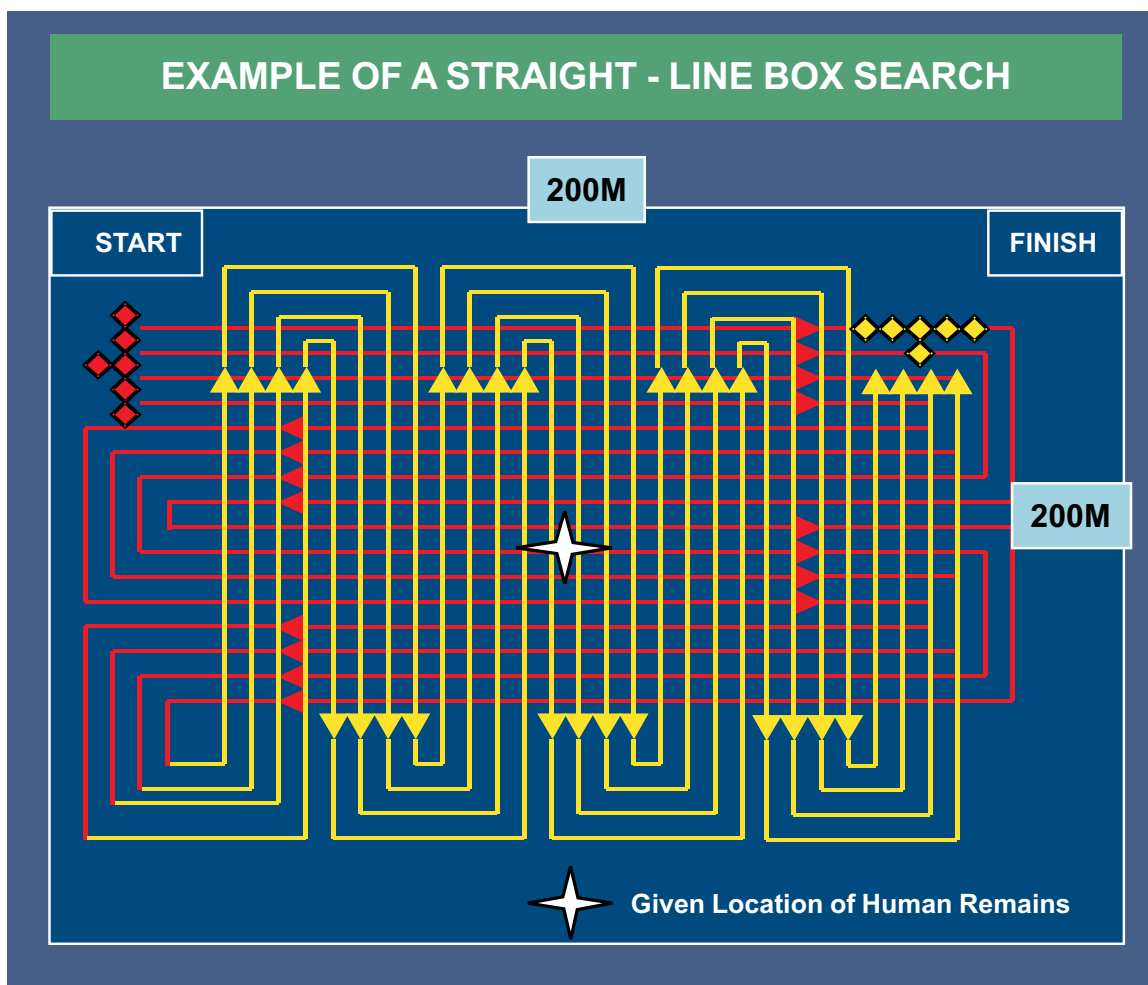 EXAMPLE OF A STRAIGHT - LINE BOX SEARCH
200M
START
FINISH
200M
Given Location of Human Remains